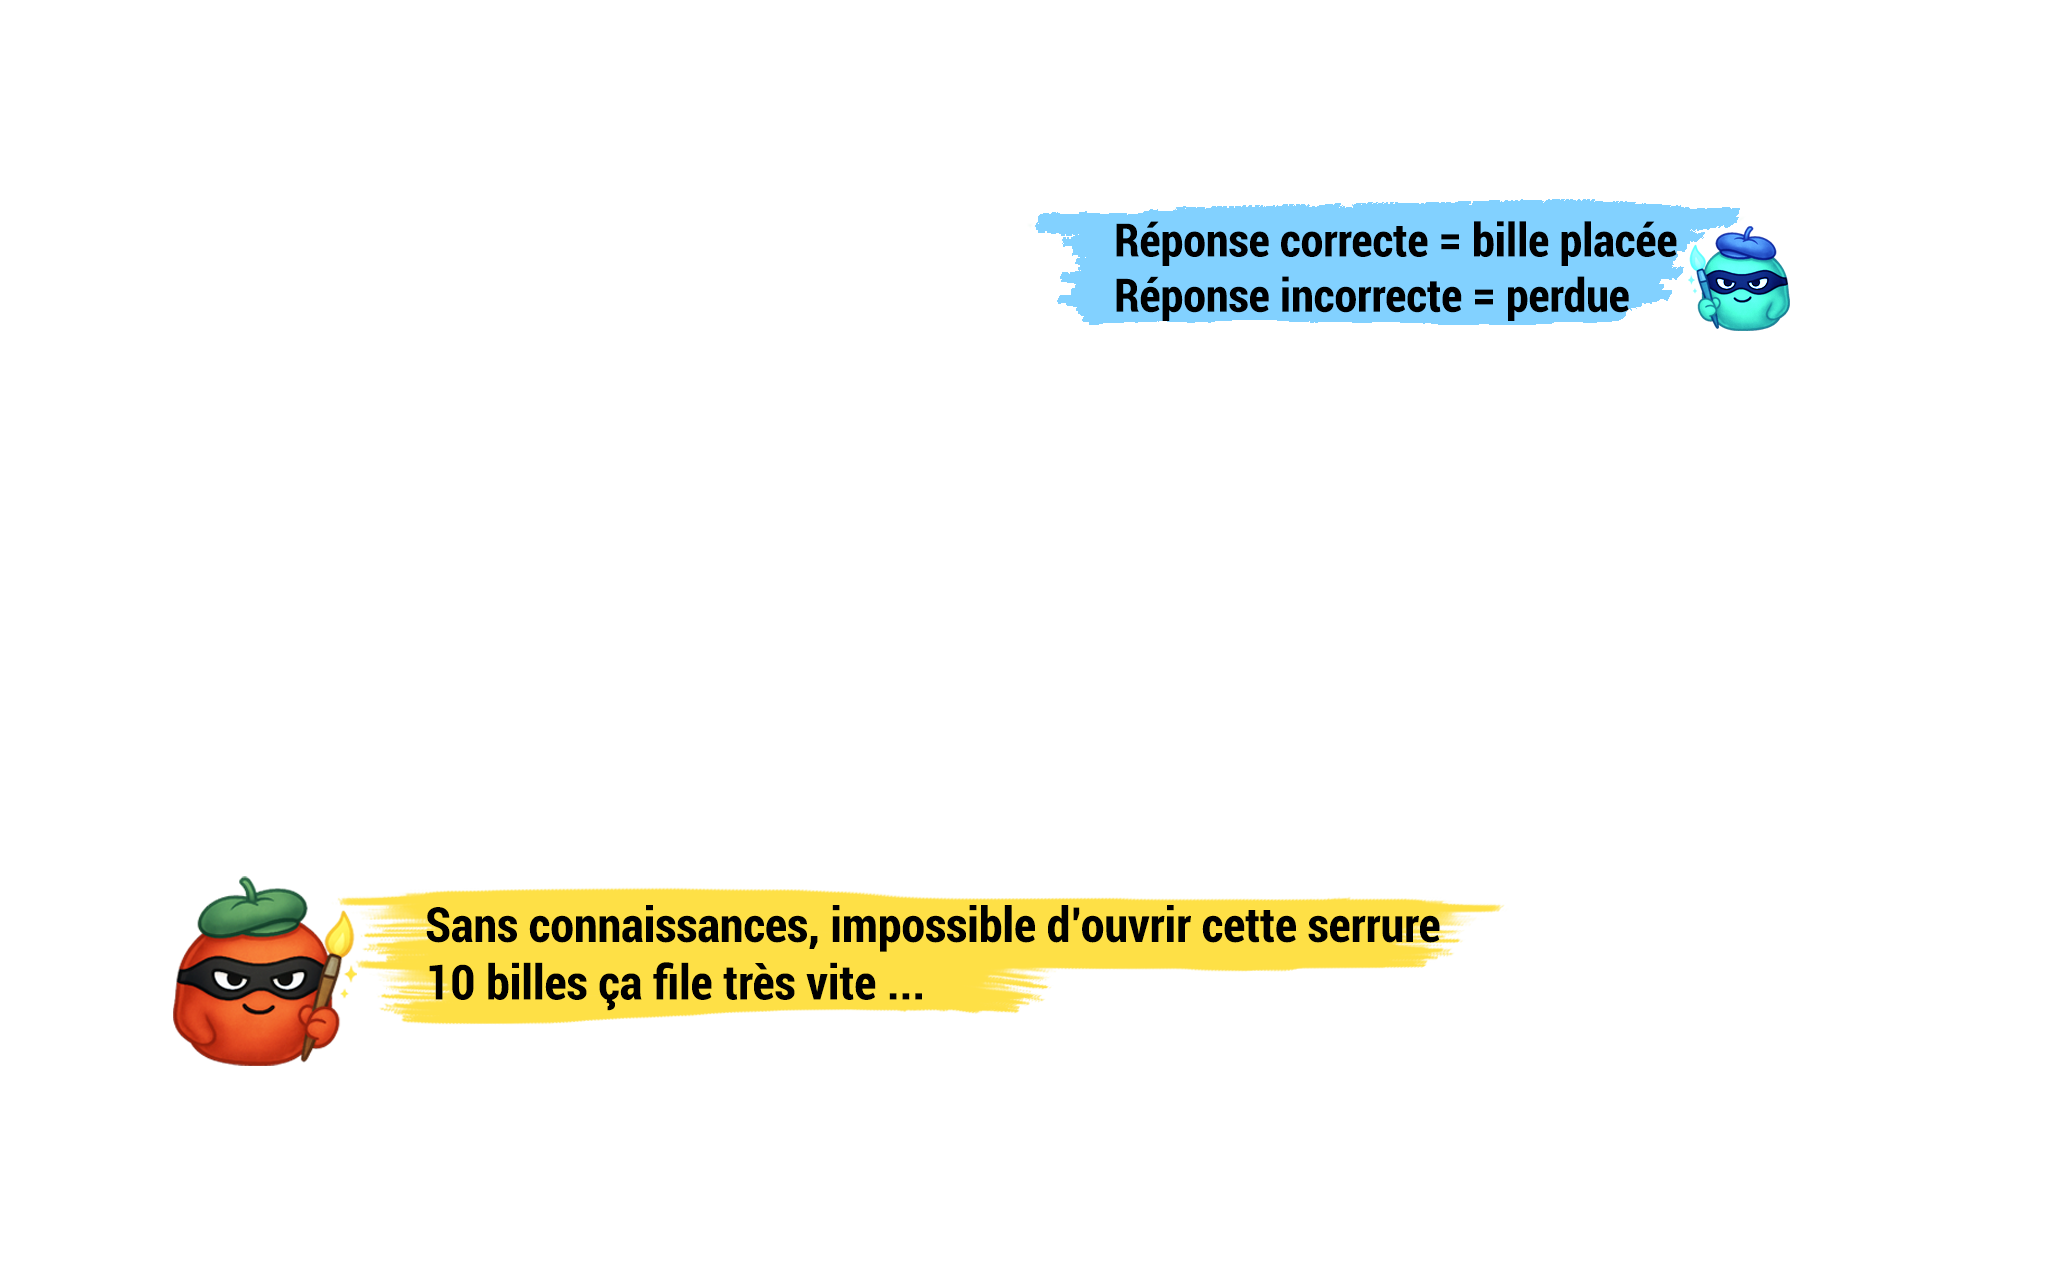 Réponse correcte = bille placée
Réponse incorrecte = perdue
Sans connaissances, impossible d'ouvrir cette serrure
10 billes ça file très vite ...